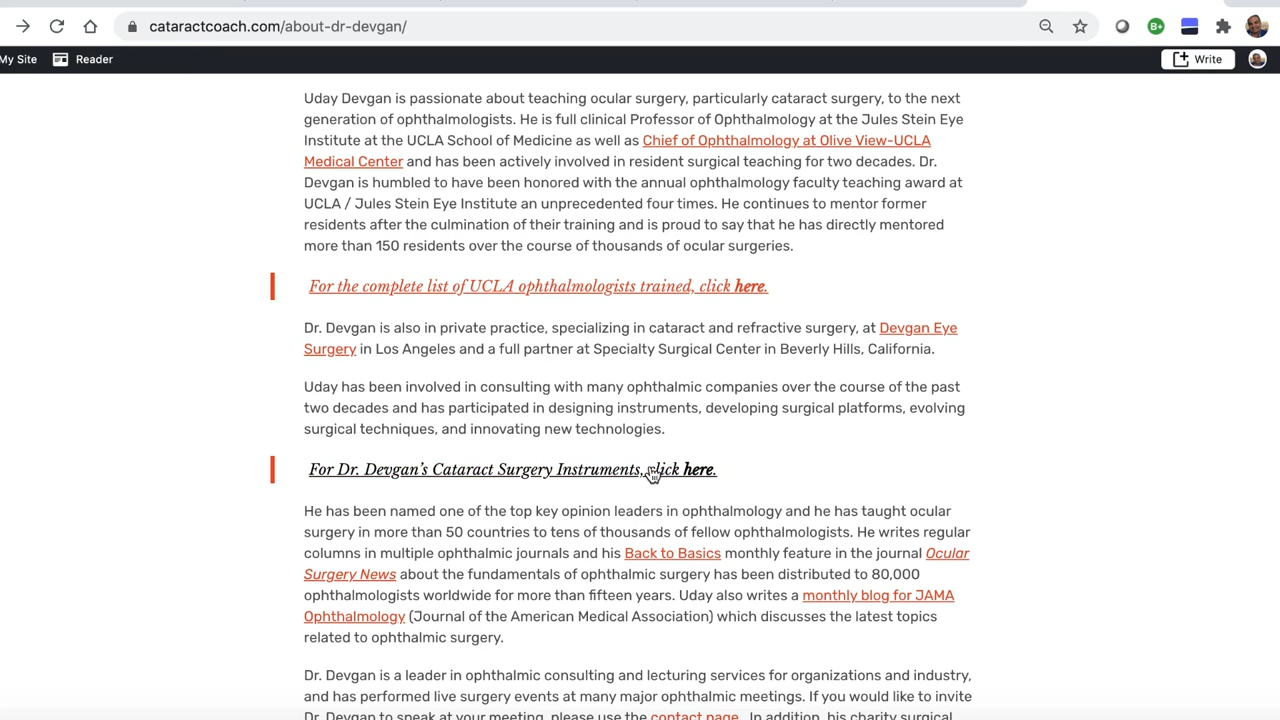 cataractcoach.com/about-dr-devgan/
B+
My Site Reader Write
Uday Devgan is passionate about teaching ocular surgery, particularly cataract surgery, to the next
generation of ophthalmologists. He is full clinical Professor of Ophthalmology at the Jules Stein Eye
Institute at the UCLA School of Medicine as well as Chief of Ophthalmology at Olive View-UCLA
Medical Center and has been actively involved in resident surgical teaching for two decades. Dr.
Devgan is humbled to have been honored with the annual ophthalmology faculty teaching award at
UCLA / Jules Stein Eye Institute an unprecedented four times. He continues to mentor former
residents after the culmination of their training and is proud to say that he has directly mentored
more than 150 residents over the course of thousands of ocular surgeries.
For the complete list of UCLA ophthalmologists trained, click here.
Dr. Devgan is also in private practice, specializing in cataract and refractive surgery, at Devgan Eye
Surgery in Los Angeles and a full partner at Specialty Surgical Center in Beverly Hills, California.
Uday has been involved in consulting with many ophthalmic companies over the course of the past
two decades and has participated in designing instruments, developing surgical platforms, evolving
surgical techniques, and innovating new technologies.
For Dr. Devgan's Cataract Surgery Instruments, click here.
He has been named one of the top key opinion leaders in ophthalmology and he has taught ocular
surgery in more than 50 countries to tens of thousands of fellow ophthalmologists. He writes regular
columns in multiple ophthalmic journals and his Back to Basics monthly feature in the journal Ocular
Surgery News about the fundamentals of ophthalmic surgery has been distributed to 80,000
ophthalmologists worldwide for more than fifteen years. Uday also writes a monthly blog for JAMA
Ophthalmology (Journal of the American Medical Association) which discusses the latest topics
related to ophthalmic surgery.
Dr. Devgan is a leader in ophthalmic consulting and lecturing services for organizations and industry,
and has performed live surgery events at many major ophthalmic meetings. If you would like to invite
Dr. Devgan to speak at your meeting, please use the contact page. In addition, his charity surgical